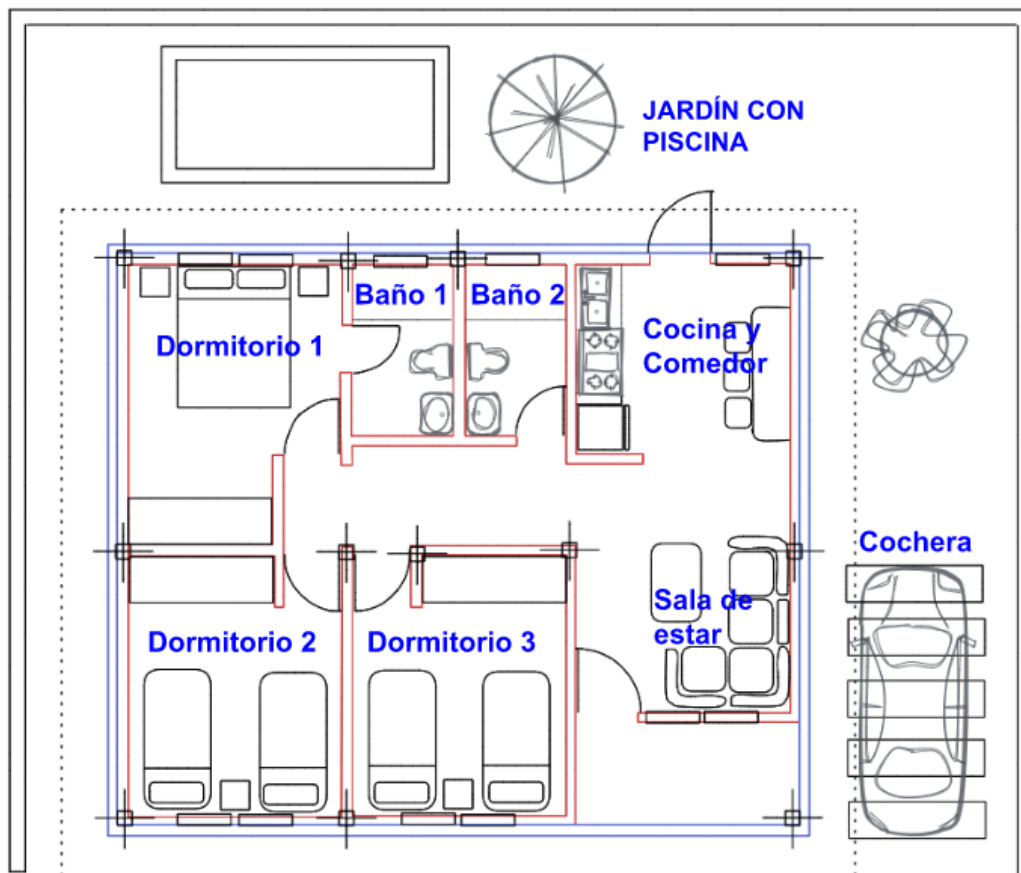 JARDÍN CON
PISCINA
Baño 1
Baño 2
Dormitorio 1
Cocina y
Comedor
Cochera
Sala de
estar
Dormitorio 2
Dormitorio 3